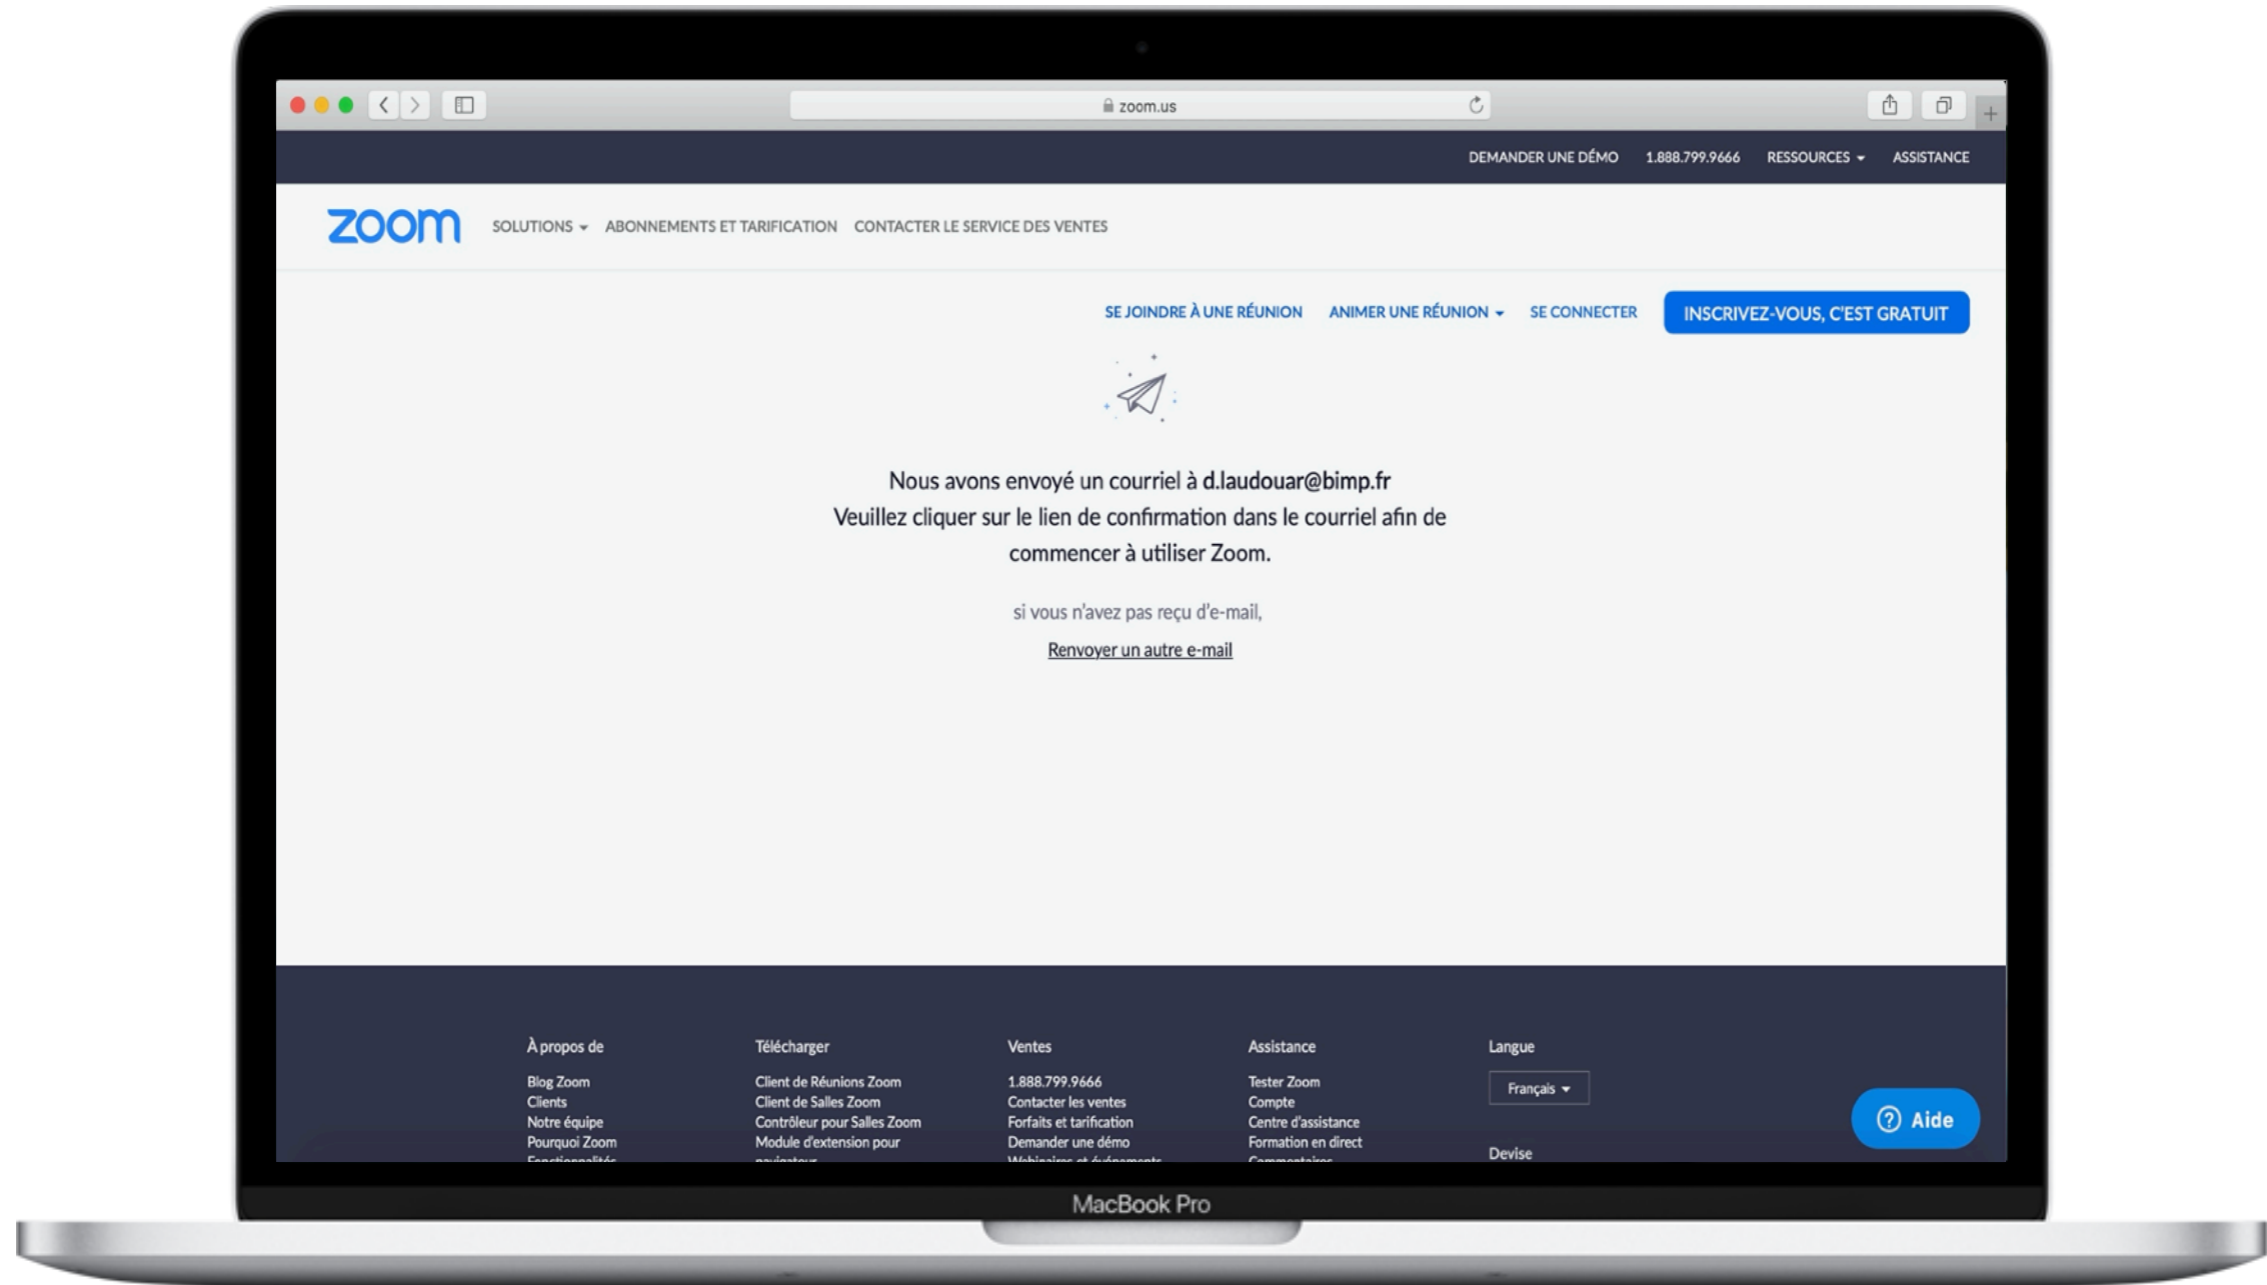 zoom.us
DEMANDER UNE DÉMO 1.888.799.9666 RESSOURCES ASSISTANCE
zoom SOLUTIONS ABONNEMENTS ET TARIFICATION CONTACTER LE SERVICE DES VENTES
SE JOINDRE À UNE RÉUNION ANIMER UNE RÉUNION SE CONNECTER INSCRIVEZ-VOUS, C'EST GRATUIT
Nous avons envoyé un courriel à d.laudouar@bimp.fr
Veuillez cliquer sur le lien de confirmation dans le courriel afin de
commencer à utiliser Zoom.
si vous n'avez pas reçu d'e-mail,
Renvoyer un autre e-mail
À propos de
Blog Zoom
Clients
Notre équipe
Pourquoi Zoom
Fonctionnalités
Télécharger
Client de Réunions Zoom
Client de Salles Zoom
Contrôleur pour Salles Zoom
Module d'extension pour
navigateur
Ventes
1.888.799.9666
Contacter les ventes
Forfaits et tarification
Demander une démo
Webinaires et événements
Assistance
Tester Zoom
Compte
Centre d'assistance
Formation en direct
Commentaires
Langue
Français
Devise
Aide
MacBook Pro